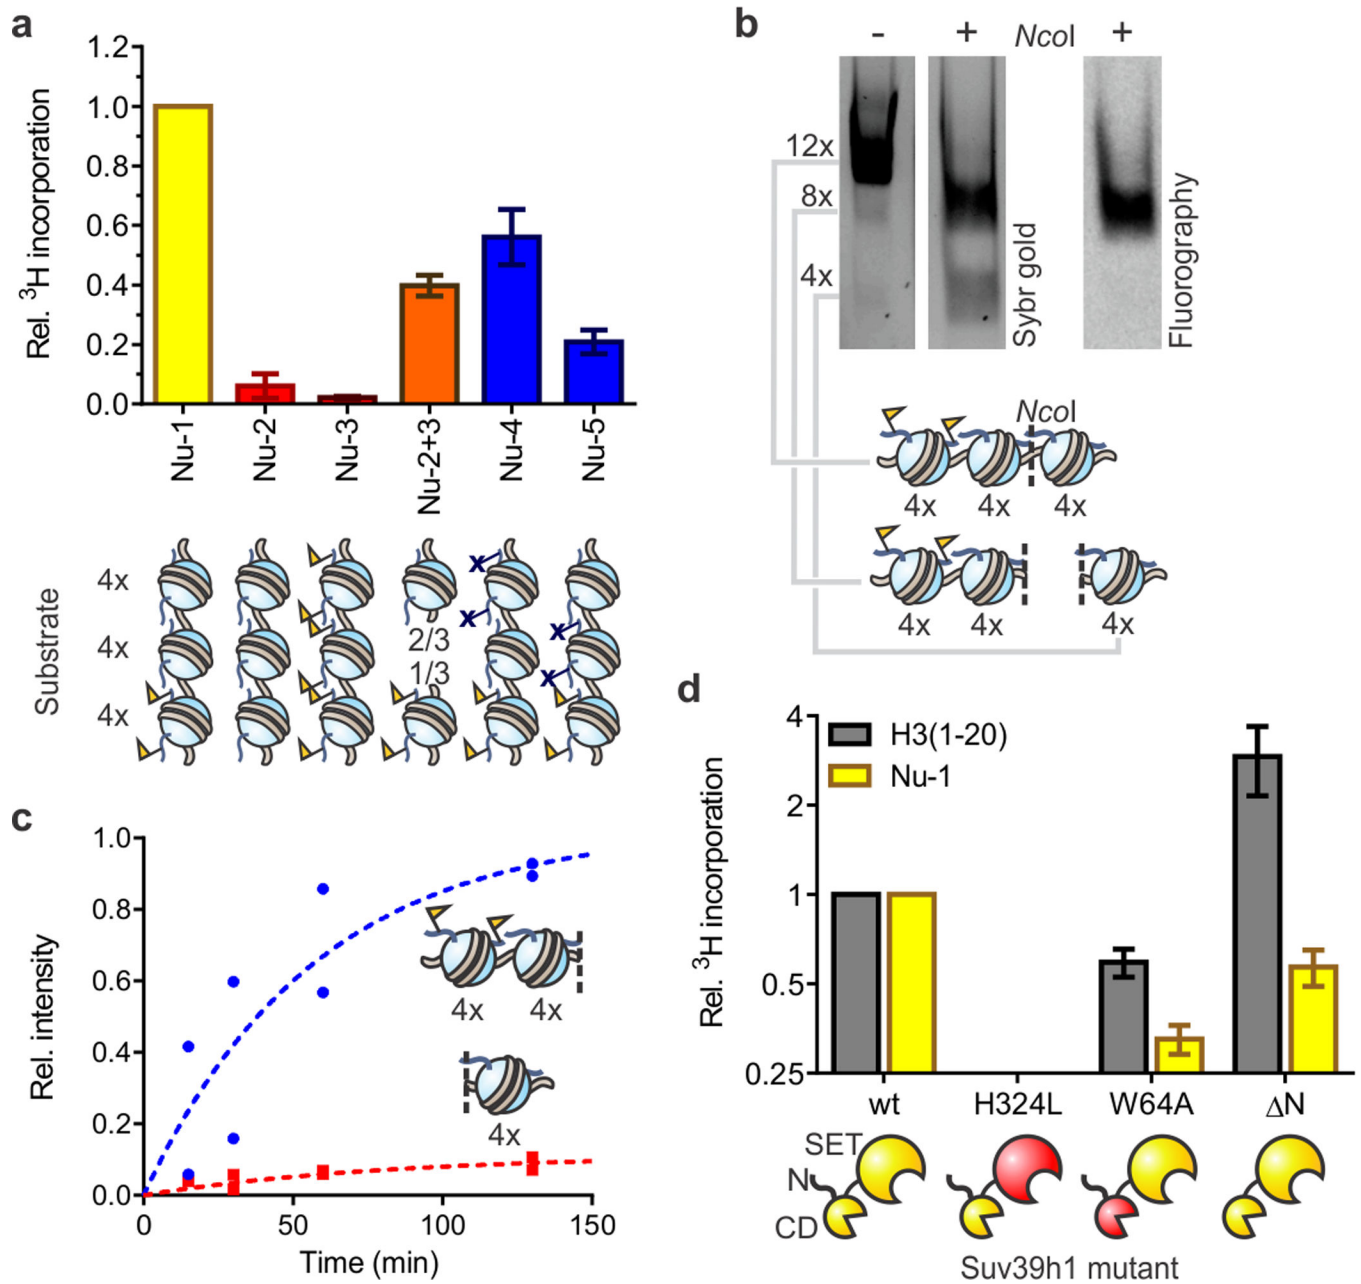 a
Rel. ³H incorporation
1.2
1.0
0.8
0.6
0.4
0.2
0.0
Nu-1
Nu-2
Nu-3
Nu-2+3
Nu-4
Nu-5
Substrate
4x
4x
4x
2/3
1/3
x
x
x
x
b
- + NcoI +
12x
8x
4x
Sybr gold
Fluorography
NcoI
4x 4x 4x
4x 4x 4x
c
Rel. intensity
1.0
0.8
0.6
0.4
0.2
0.0
0 50 100 150
Time (min)
4x 4x
4x
d
Rel. ³H incorporation
4
2
1
0.5
0.25
H3(1-20)
Nu-1
wt H324L W64A ΔN
SET
N
CD
Suv39h1 mutant